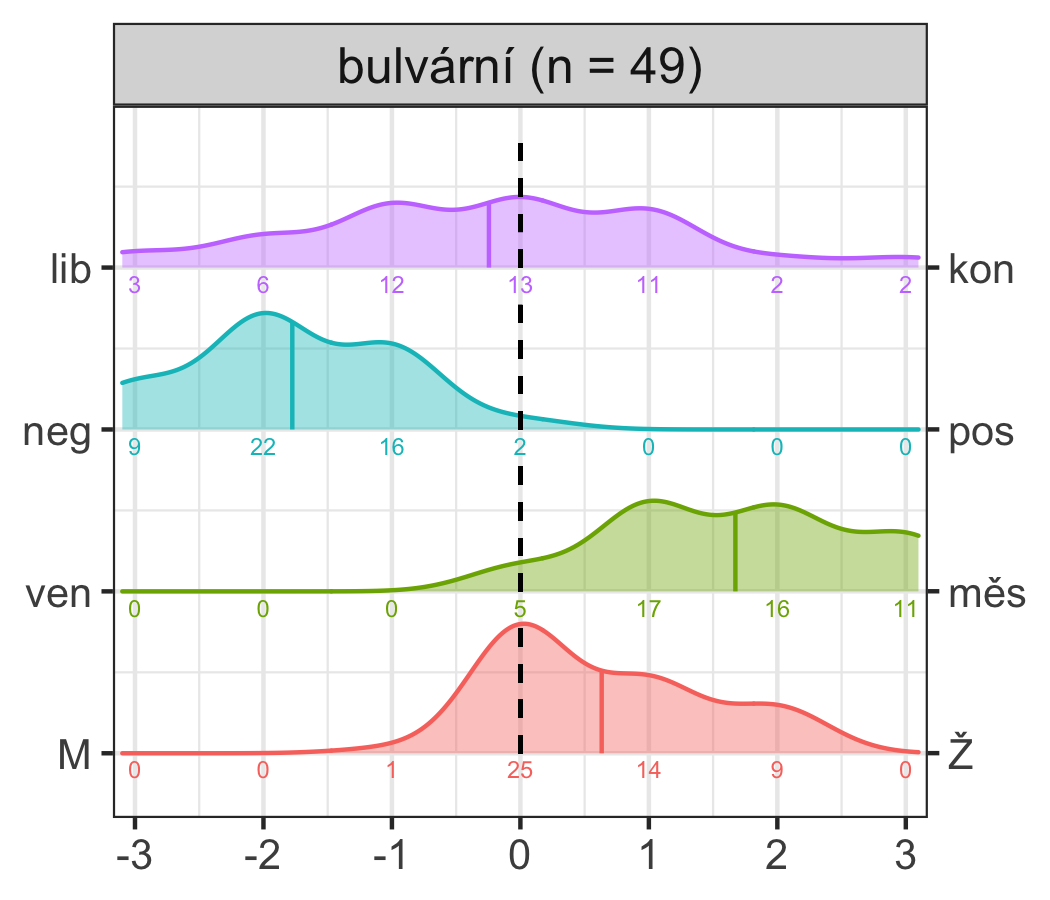 bulvární (n = 49)
lib kon
3 6 12 13 11 2 2
neg pos
9 22 16 2 0 0 0
ven měs
0 0 0 5 17 16 11
M Ž
0 0 1 25 14 9 0
-3 -2 -1 0 1 2 3